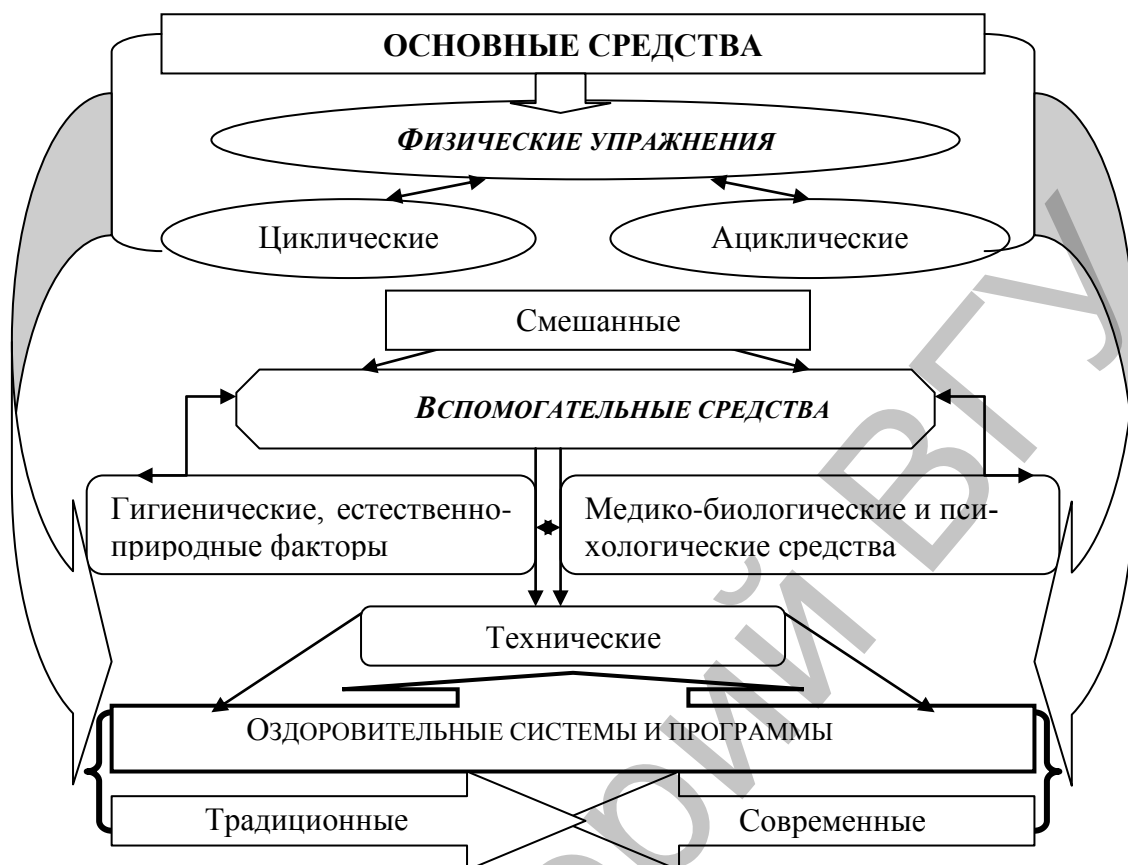 ОСНОВНЫЕ СРЕДСТВА
ФИЗИЧЕСКИЕ УПРАЖНЕНИЯ
Циклические
Ациклические
Смешанные
ВСПОМОГАТЕЛЬНЫЕ СРЕДСТВА
Гигиенические, естественно-
природные факторы
Медико-биологические и пси-
хологические средства
Технические
ОЗДОРОВИТЕЛЬНЫЕ СИСТЕМЫ И ПРОГРАММЫ
Традиционные
Современные
ВГУ